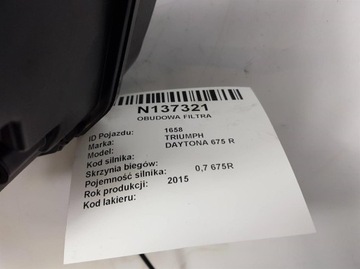 N137321
OBUDOWA FILTRA
ID Pojazdu: 1658
Marka: TRIUMPH
Model: DAYTONA 675 R
Kod silnika:
Skrzynia biegów:
Pojemność silnika: 0,7 675R
Rok produkcji: 2015
Kod lakieru: